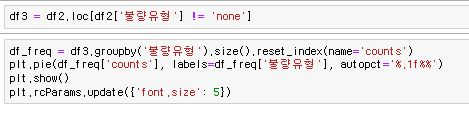 df3 = df2.loc[df2['불량유형'] != 'none']
df_freq = df3.groupby('불량유형').size().reset_index(name='counts')
plt.pie(df_freq['counts'], labels=df_freq['불량유형'], autopct='%.1f%%')
plt.show()
plt.rcParams.update({'font.size': 5})